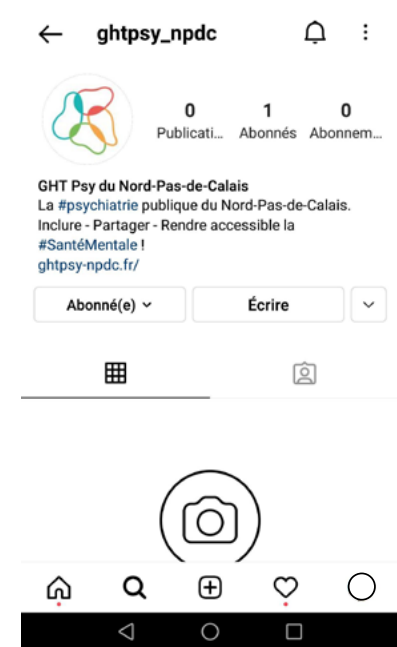 ghtpsy_npdc
0 1 0
Publicati... Abonnés Abonnem...
GHT Psy du Nord-Pas-de-Calais
La #psychiatrie publique du Nord-Pas-de-Calais.
Inclure - Partager - Rendre accessible la
#SantéMentale !
ghtpsy-npdc.fr/
Abonné(e) Écrire